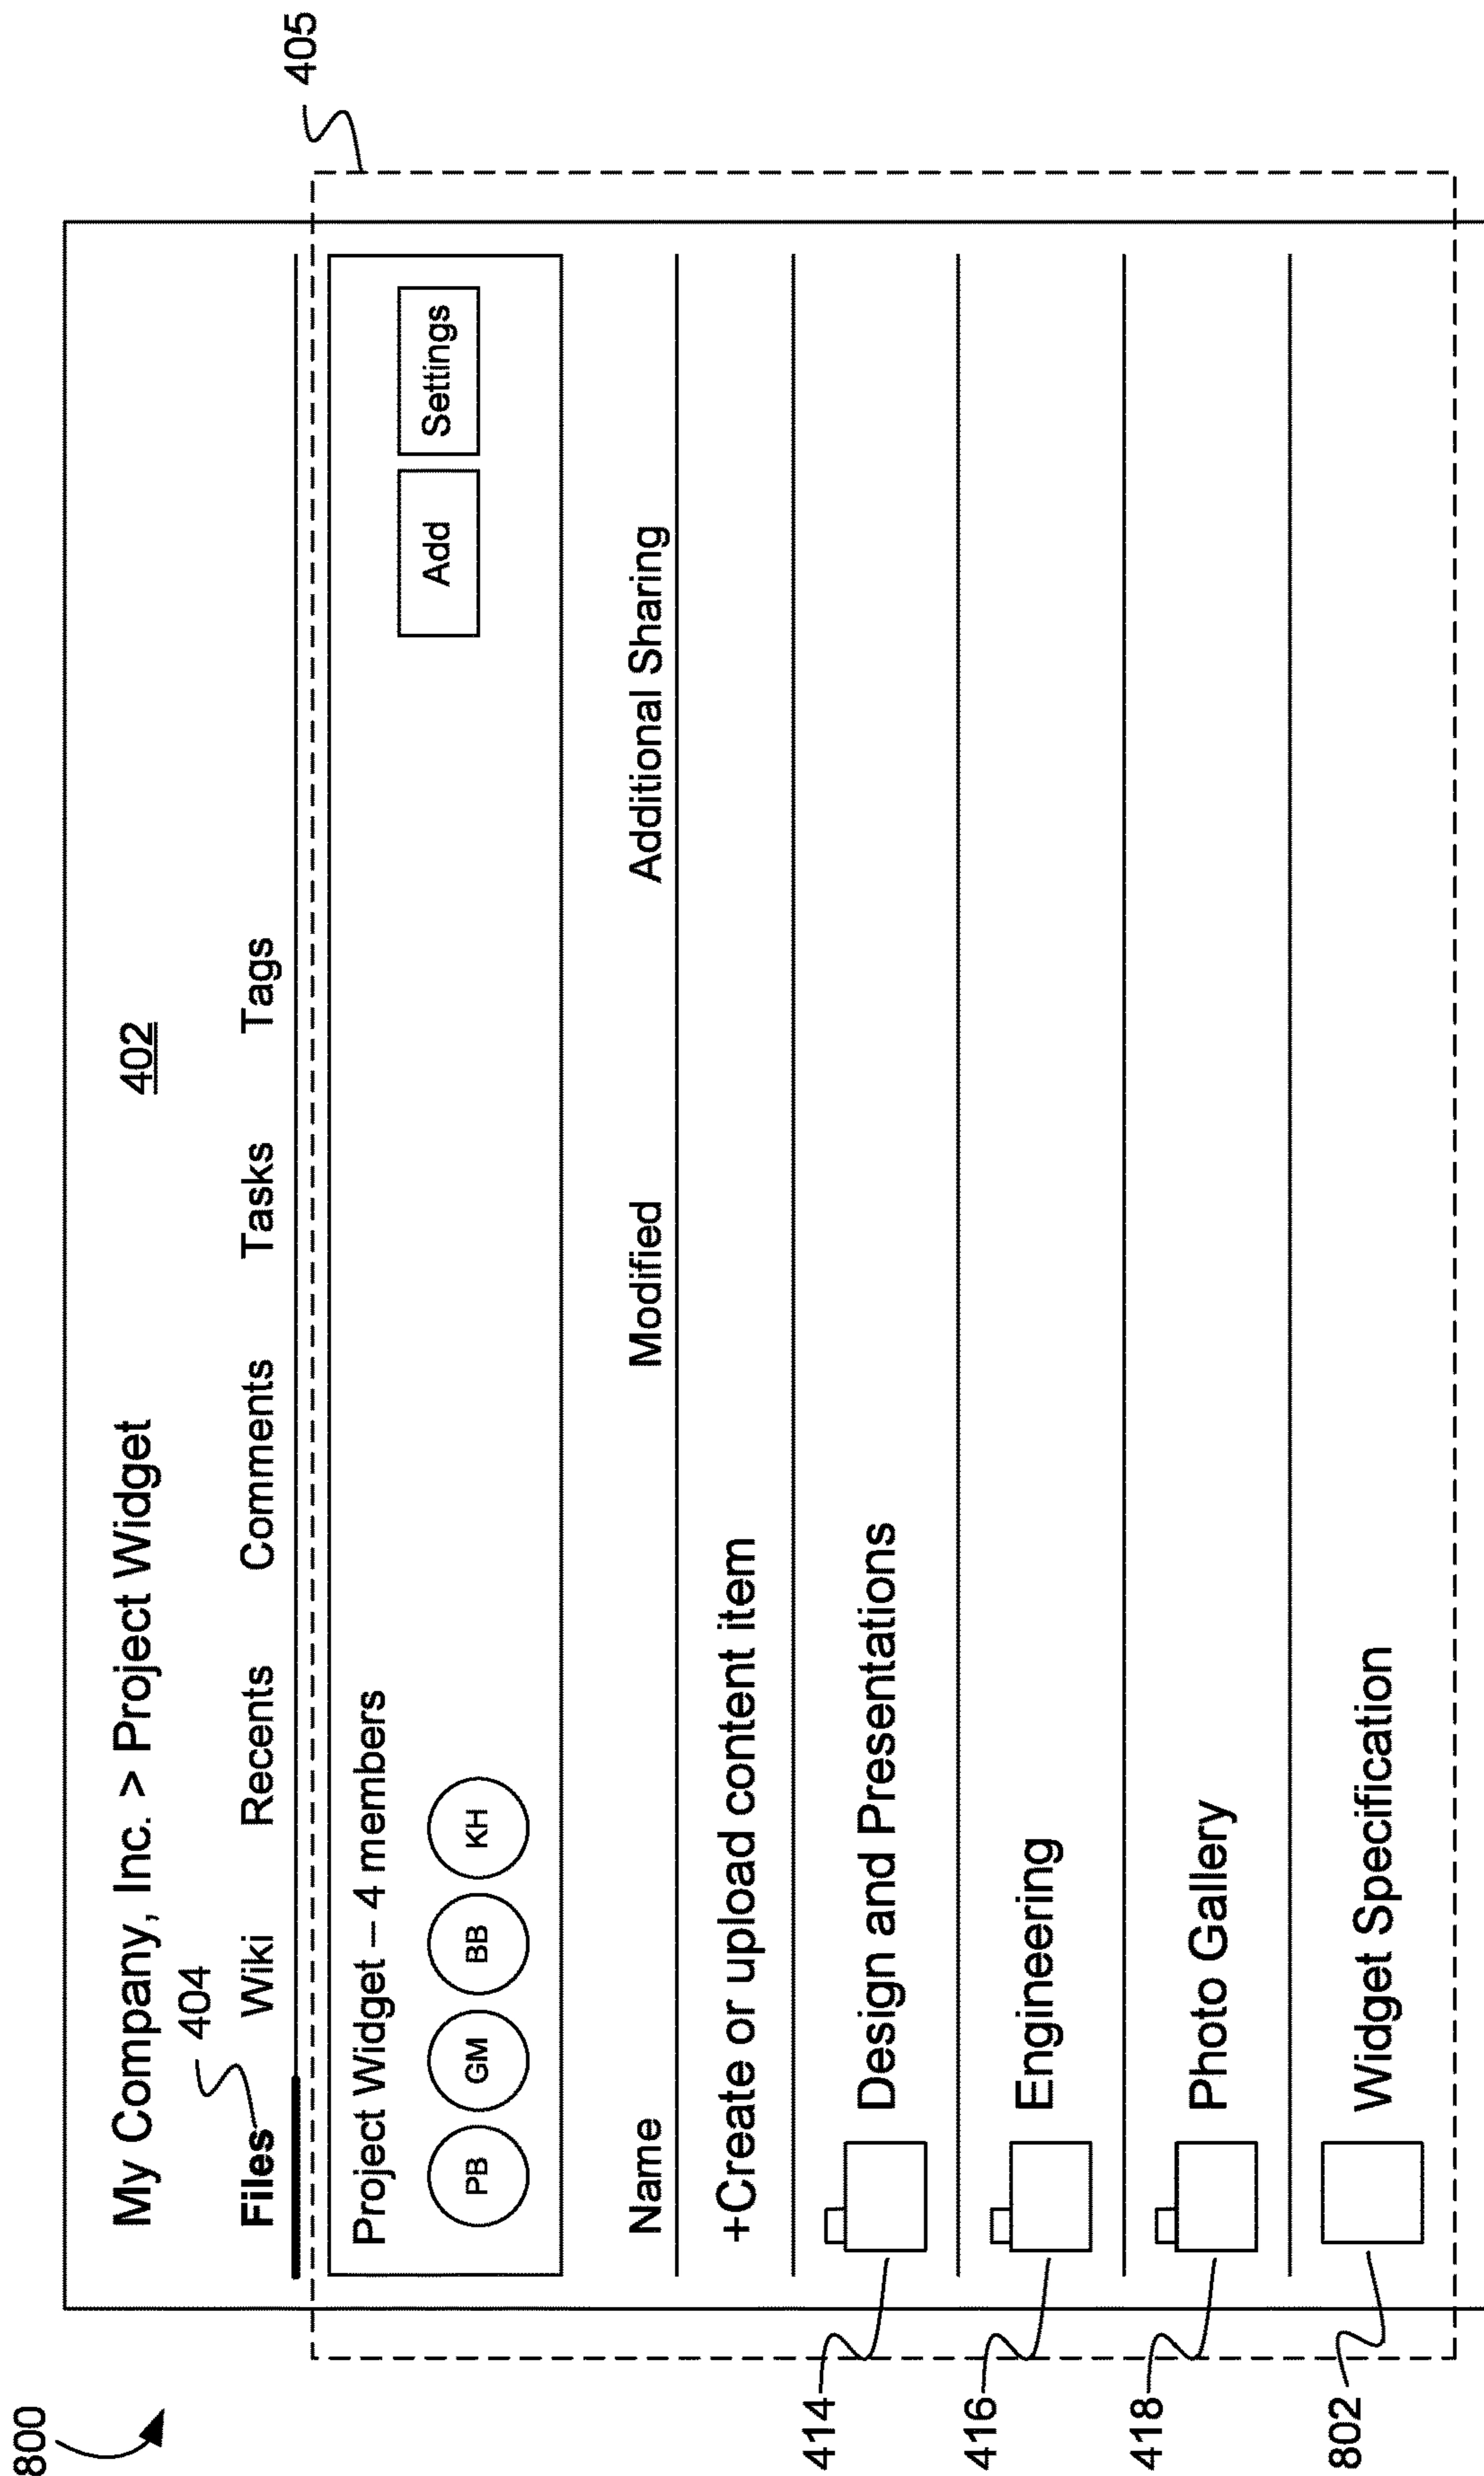 800
My Company, Inc. > Project Widget
402
404
Files Wiki Recents Comments Tasks Tags
405
Project Widget – 4 members
PB GM BB KH
Add Settings
Name Modified Additional Sharing
+Create or upload content item
414 Design and Presentations
416 Engineering
418 Photo Gallery
802 Widget Specification